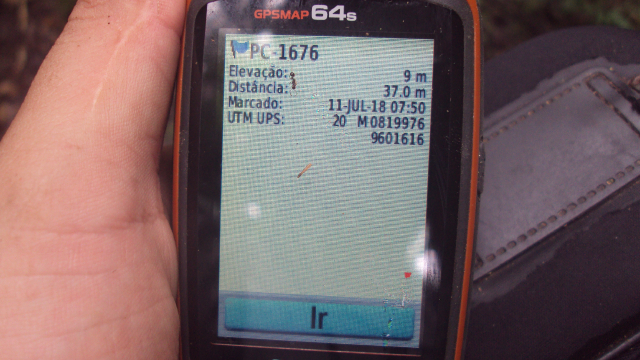 GPSMAP 64s
PC-1676
Elevação: 9 m
Distância: 37.0 m
Marcado: 11-JUL-18 07:50
UTM UPS: 20 M 0819976
9601616
Ir